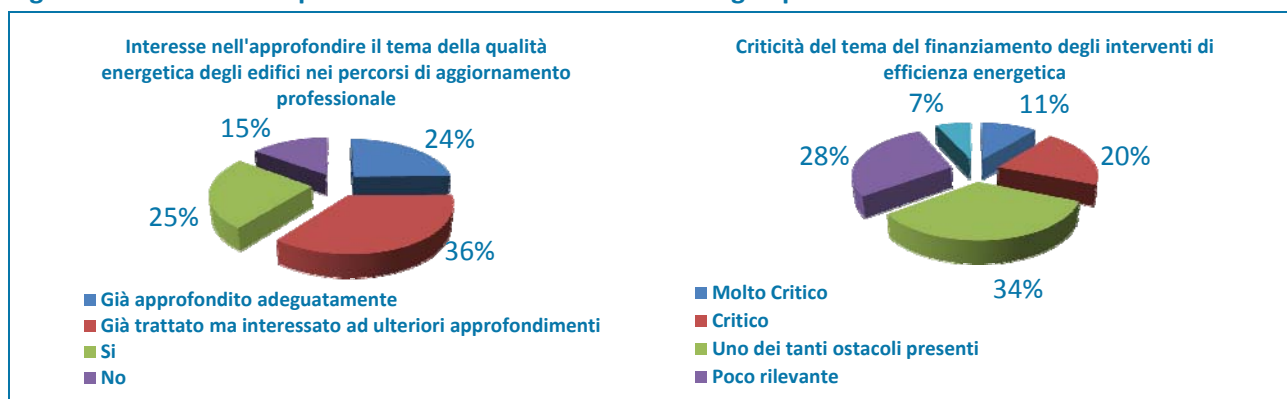 Interesse nell'approfondire il tema della qualità
energetica degli edifici nei percorsi di aggiornamento
professionale
15%
24%
25%
36%
Già approfondito adeguatamente
Già trattato ma interessato ad ulteriori approfondimenti
Si
No
Criticità del tema del finanziamento degli interventi di
efficienza energetica
7%
11%
28%
20%
34%
Molto Critico
Critico
Uno dei tanti ostacoli presenti
Poco rilevante